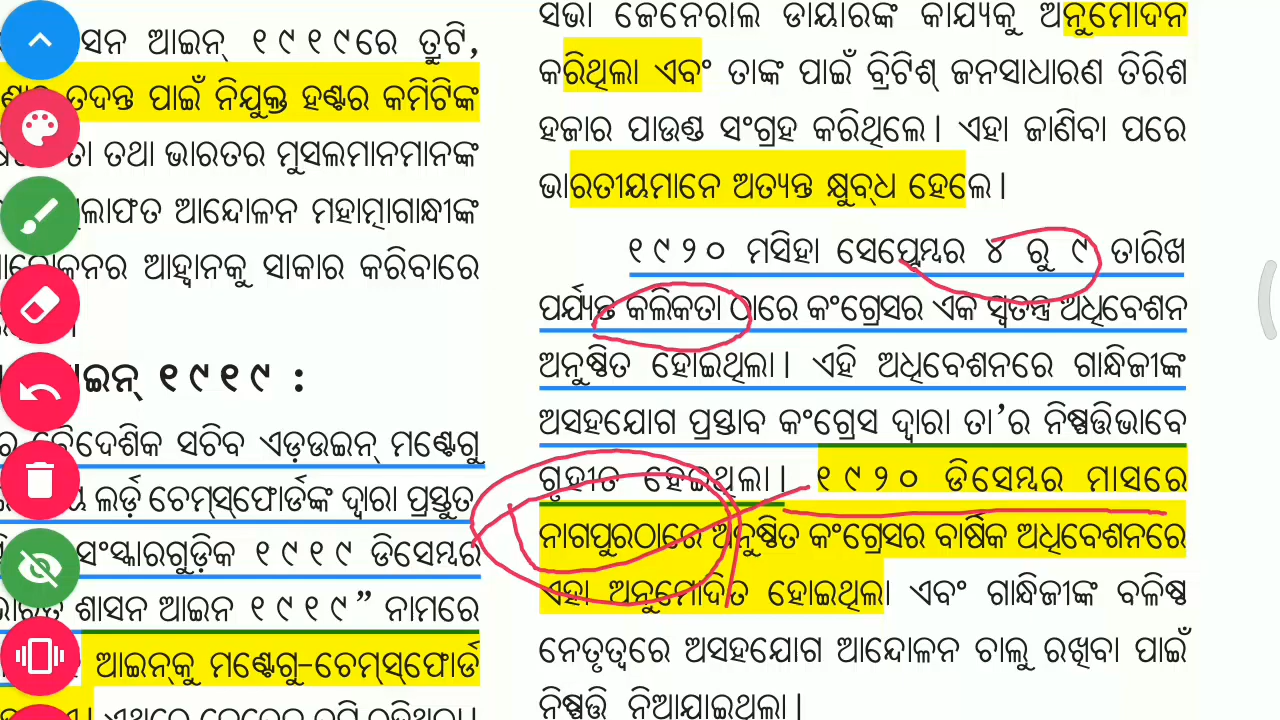 ସନ ଆଇନ୍ ୧୯୧୯ରେ ତ୍ରୁଟି,
ତଦନ୍ତ ପାଇଁ ନିଯୁକ୍ତ ହଣ୍ଟର କମିଟିଙ୍କ
ତଥା ଭାରତର ମୁସଲମାନମାନଙ୍କ
ଆନ୍ଦୋଳନ ମହାତ୍ମାଗାନ୍ଧୀଙ୍କ
ଆହ୍ୱାନକୁ ସାକାର କରିବାରେ
ଆଇନ୍ ୧୯୧୯ :
ବୈଦେଶିକ ସଚିବ ଏଡ଼ଉଇନ୍ ମଣ୍ଟେଗୁ
ଲର୍ଡ଼ ଚେମ୍ସ୍‌ଫୋର୍ଡଙ୍କ ଦ୍ୱାରା ପ୍ରସ୍ତୁତ
ସଂସ୍କାରଗୁଡ଼ିକ ୧୯୧୯ ଡିସେମ୍ବର
ଭାରତ ଶାସନ ଆଇନ ୧୯୧୯” ନାମରେ
ଆଇନ୍‌କୁ ମଣ୍ଟେଗୁ-ଚେମ୍ସ୍‌ଫୋର୍ଡ
ସଭା ଜେନେରାଲ ଡାୟାରଙ୍କ କାର୍ଯ୍ୟକୁ ଅନୁମୋଦନ
କରିଥିଲା ଏବଂ ତାଙ୍କ ପାଇଁ ବ୍ରିଟିଶ୍ ଜନସାଧାରଣ ତିରିଶ
ହଜାର ପାଉଣ୍ଡ ସଂଗ୍ରହ କରିଥିଲେ। ଏହା ଜାଣିବା ପରେ
ଭାରତୀୟମାନେ ଅତ୍ୟନ୍ତ କ୍ଷୁବ୍‌ଧ ହେଲେ।
୧୯୨୦ ମସିହା ସେପ୍ଟେମ୍ବର ୪ ରୁ ୯ ତାରିଖ
ପର୍ଯ୍ୟନ୍ତ କଲିକତା ଠାରେ କଂଗ୍ରେସର ଏକ ସ୍ୱତନ୍ତ୍ର ଅଧିବେଶନ
ଅନୁଷ୍ଠିତ ହୋଇଥିଲା। ଏହି ଅଧିବେଶନରେ ଗାନ୍ଧିଜୀଙ୍କ
ଅସହଯୋଗ ପ୍ରସ୍ତାବ କଂଗ୍ରେସ ଦ୍ୱାରା ତା’ର ନିଷ୍ପତ୍ତିଭାବେ
ଗୃହୀତ ହେଇଥିଲା। ୧୯୨୦ ଡିସେମ୍ବର ମାସରେ
ନାଗପୁରଠାରେ ଅନୁଷ୍ଠିତ କଂଗ୍ରେସର ବାର୍ଷିକ ଅଧିବେଶନରେ
ଏହା ଅନୁମୋଦିତ ହୋଇଥିଲା ଏବଂ ଗାନ୍ଧିଜୀଙ୍କ ବଳିଷ୍ଠ
ନେତୃତ୍ୱରେ ଅସହଯୋଗ ଆନ୍ଦୋଳନ ଚାଲୁ ରଖିବା ପାଇଁ
ନିଷ୍ପତ୍ତି ନିଆଯାଇଥିଲା।